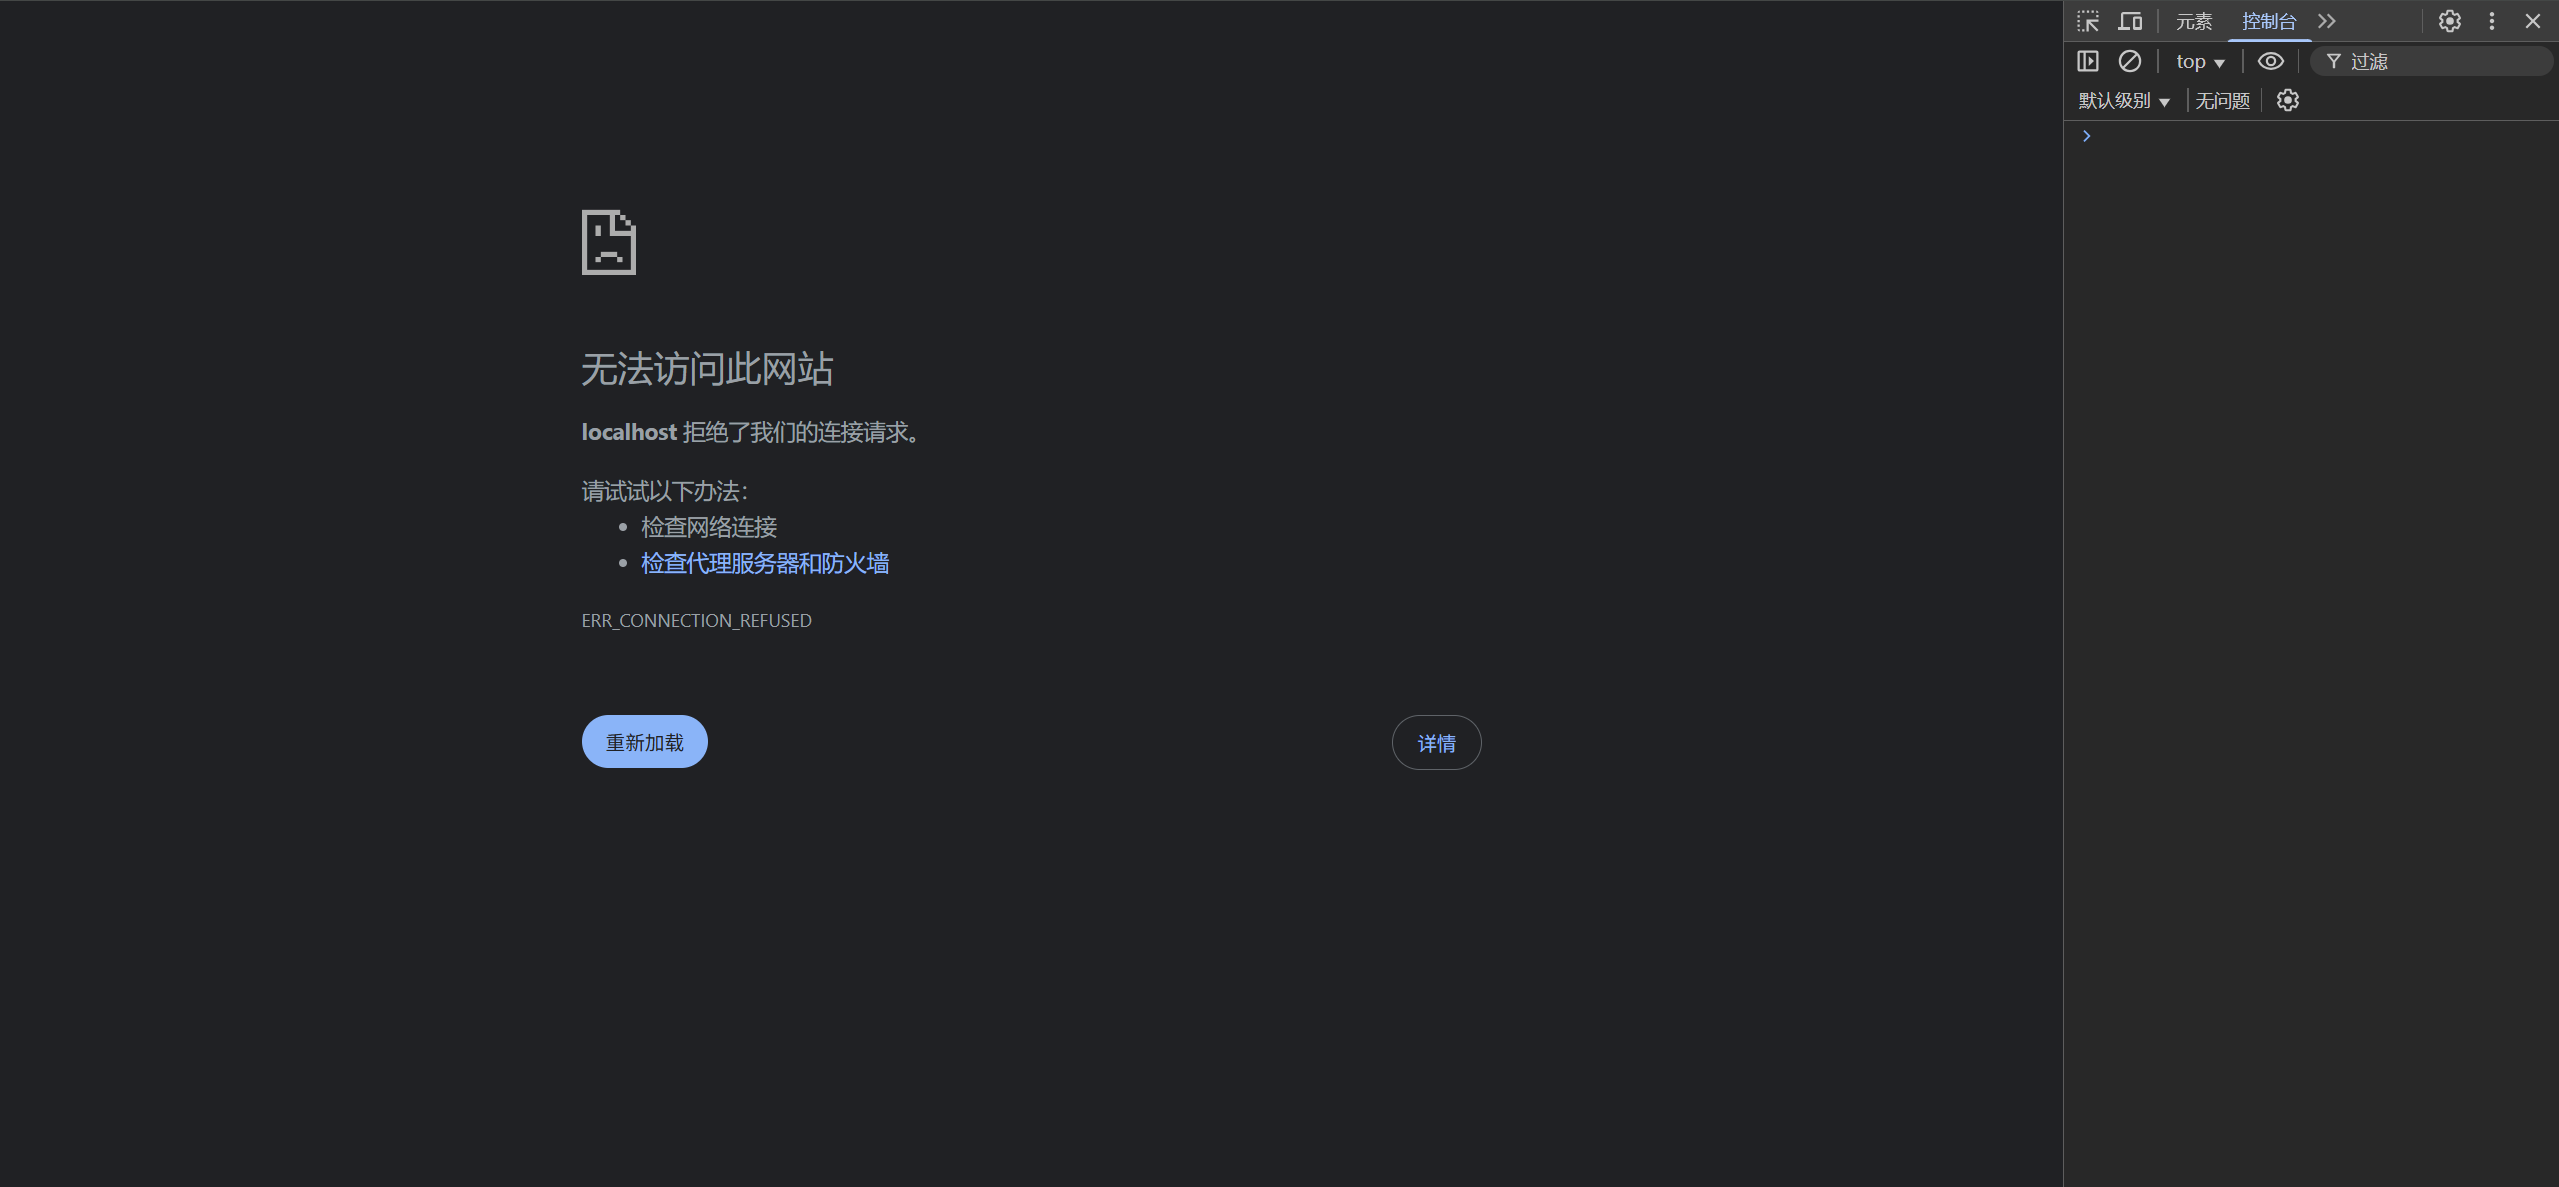 无法访问此网站
localhost 拒绝了我们的连接请求。
请试试以下办法：
检查网络连接
检查代理服务器和防火墙
ERR_CONNECTION_REFUSED
重新加载
详情
元素 控制台
top 过滤
默认级别 无问题